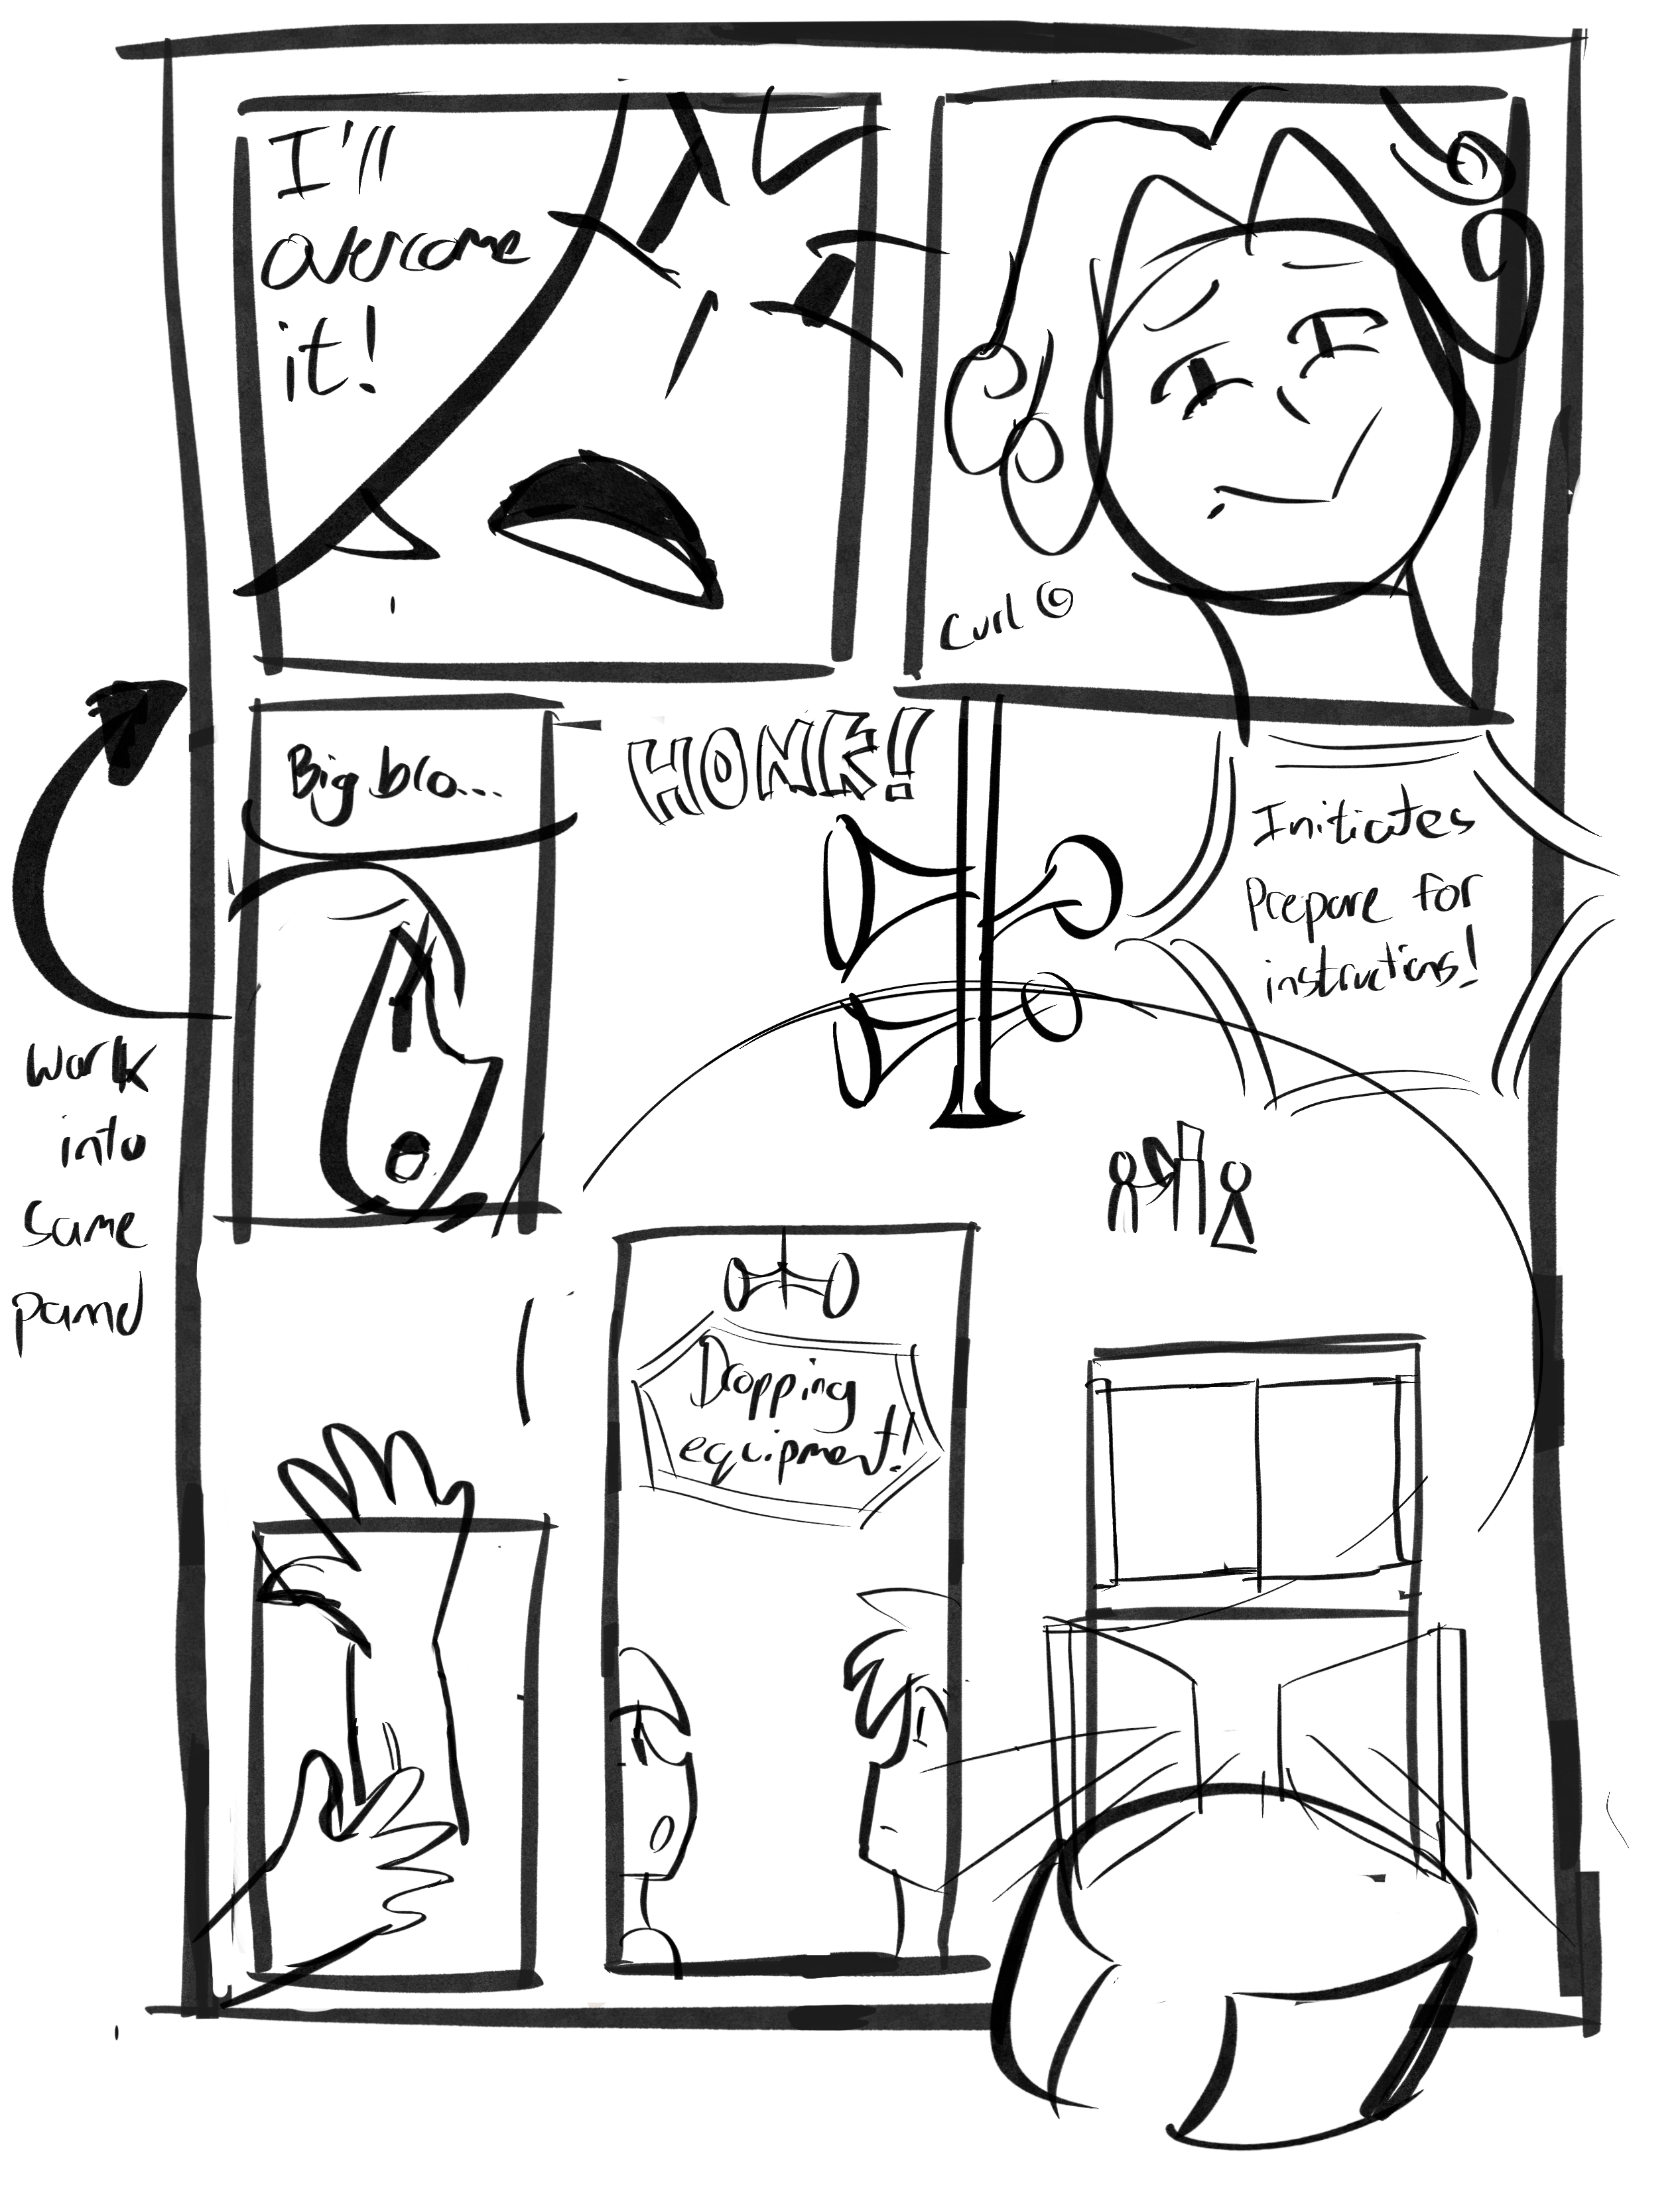 I'll
overcome
it!
Curl
Big bro...
HONK!
Initiates
Prepare for
instructions!
Work
into
same
panel
Dropping
equipment!